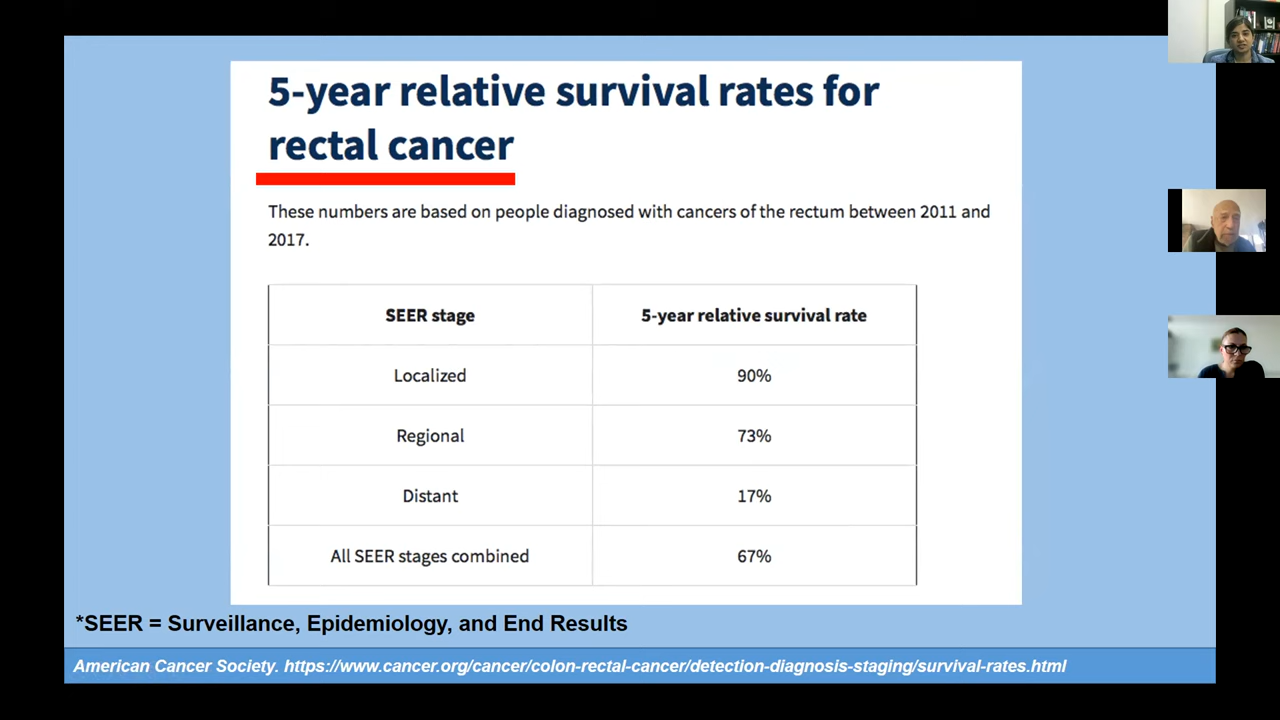 5-year relative survival rates for
rectal cancer
These numbers are based on people diagnosed with cancers of the rectum between 2011 and
2017.
SEER stage 5-year relative survival rate
Localized 90%
Regional 73%
Distant 17%
All SEER stages combined 67%
*SEER = Surveillance, Epidemiology, and End Results
American Cancer Society. https://www.cancer.org/cancer/colon-rectal-cancer/detection-diagnosis-staging/survival-rates.html